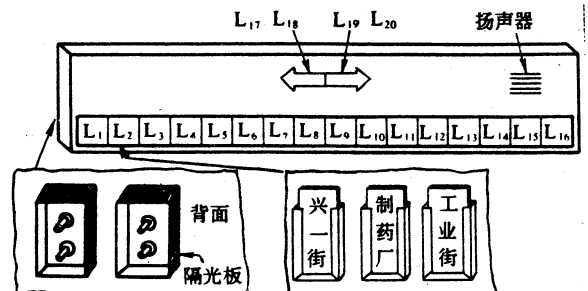 L₁₇ L₁₈ L₁₉ L₂₀ 扬声器
L₁ L₂ L₃ L₄ L₅ L₆ L₇ L₈ L₉ L₁₀ L₁₁ L₁₂ L₁₃ L₁₄ L₁₅ L₁₆
背面
隔光板
兴一街
制药厂
工业街